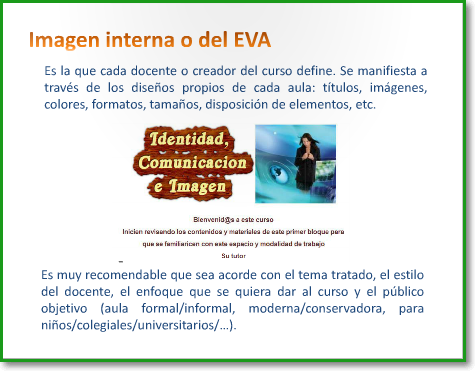 Imagen interna o del EVA
Es la que cada docente o creador del curso define. Se manifiesta a
través de los diseños propios de cada aula: títulos, imágenes,
colores, formatos, tamaños, disposición de elementos, etc.
Identidad,
Comunicacion
e Imagen
Bienvenid@s a este curso
Inicien revisando los contenidos y materiales de este primer bloque para
que se familiaricen con este espacio y modalidad de trabajo
Su tutor
Es muy recomendable que sea acorde con el tema tratado, el estilo
del docente, el enfoque que se quiera dar al curso y el público
objetivo (aula formal/informal, moderna/conservadora, para
niños/colegiales/universitarios/…).